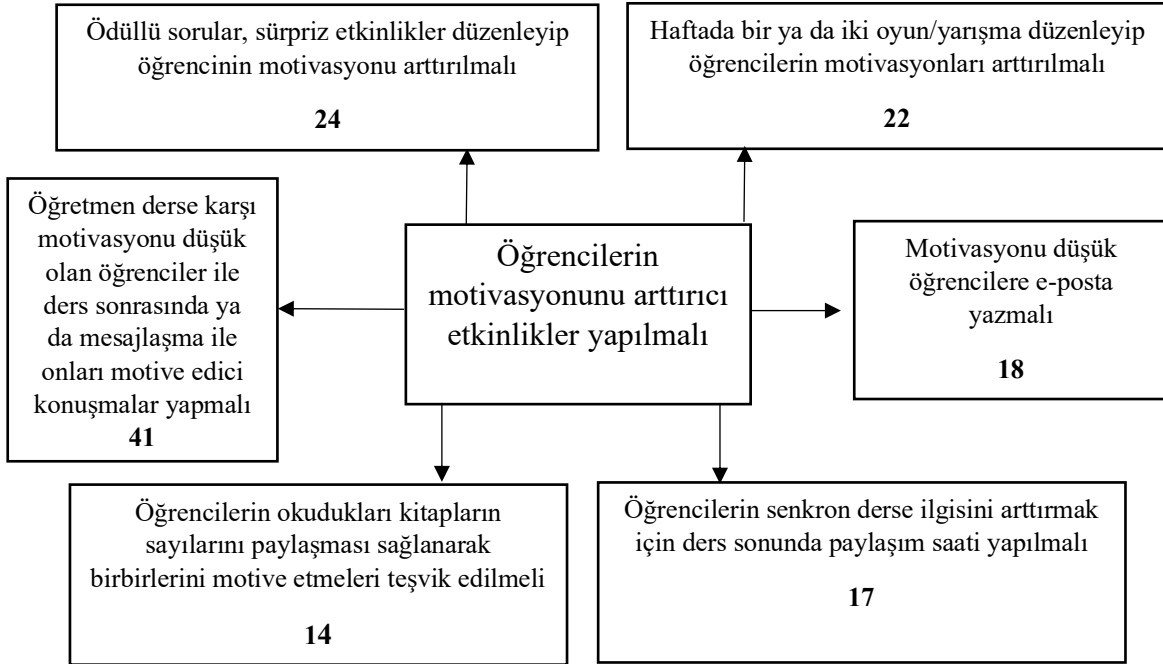 Ödüllü sorular, sürpriz etkinlikler düzenleyip
öğrencinin motivasyonu arttırılmalı
24
Haftada bir ya da iki oyun/yarışma düzenleyip
öğrencilerin motivasyonları arttırılmalı
22
Öğretmen derse karşı
motivasyonu düşük
olan öğrenciler ile
ders sonrasında ya
da mesajlaşma ile
onları motive edici
konuşmalar yapmalı
41
Öğrencilerin
motivasyonunu arttırıcı
etkinlikler yapılmalı
Motivasyonu düşük
öğrencilere e-posta
yazmalı
18
Öğrencilerin okudukları kitapların
sayılarını paylaşması sağlanarak
birbirlerini motive etmeleri teşvik edilmeli
14
Öğrencilerin senkron derse ilgisini arttırmak
için ders sonunda paylaşım saati yapılmalı
17